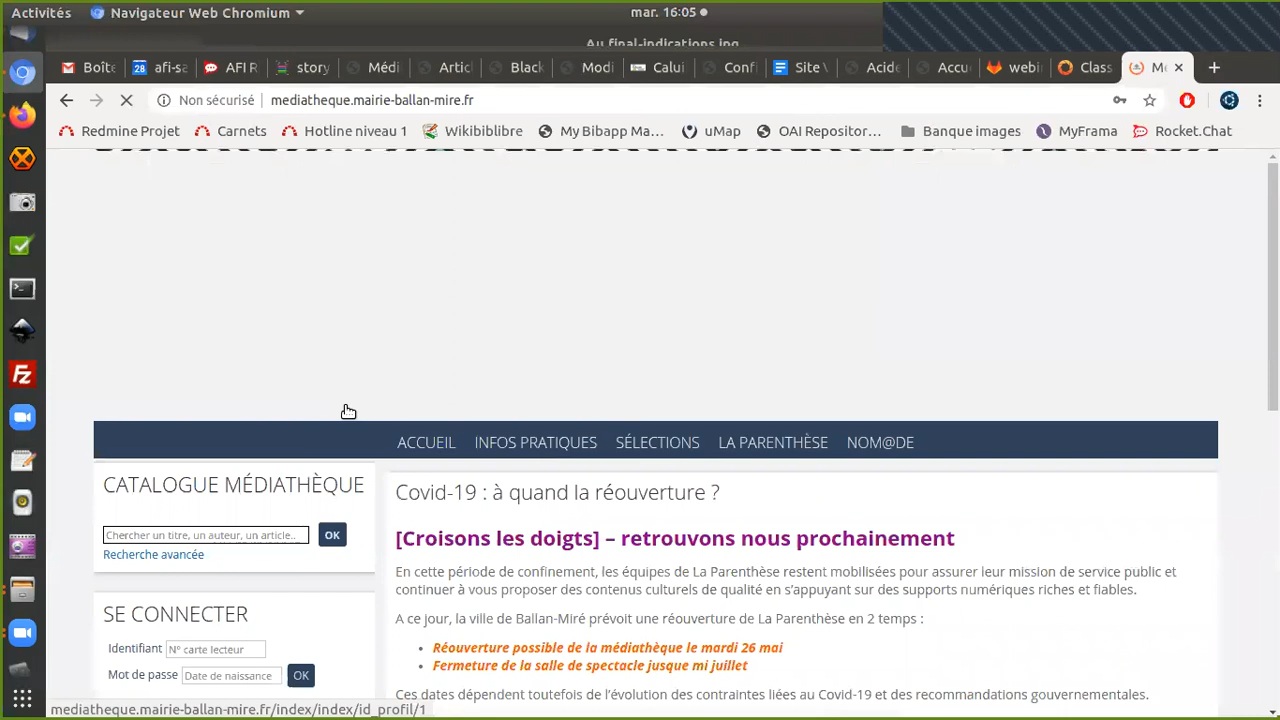 Activités Navigateur Web Chromium mar. 16:05
Au final-indications.jpg
Boîte afi-sa AFI R story Médi Artic Black Modi Calui Confi Site \ Acide Accu webi Class Mé
Non sécurisé mediatheque.mairie-ballan-mire.fr
Redmine Projet Carnets Hotline niveau 1 Wikibiblibre My Bibapp Ma... uMap OAI Repositor... Banque images MyFrama Rocket.Chat
ACCUEIL INFOS PRATIQUES SÉLECTIONS LA PARENTHÈSE NOM@DE
CATALOGUE MÉDIATHÈQUE
Chercher un titre, un auteur, un article.. OK
Recherche avancée
SE CONNECTER
Identifiant N° carte lecteur
Mot de passe Date de naissance OK
Covid-19 : à quand la réouverture ?
[Croisons les doigts] – retrouvons nous prochainement
En cette période de confinement, les équipes de La Parenthèse restent mobilisées pour assurer leur mission de service public et
continuer à vous proposer des contenus culturels de qualité en s’appuyant sur des supports numériques riches et fiables.
A ce jour, la ville de Ballan-Miré prévoit une réouverture de La Parenthèse en 2 temps :
• Réouverture possible de la médiathèque le mardi 26 mai
• Fermeture de la salle de spectacle jusque mi juillet
Ces dates dépendent toutefois de l’évolution des contraintes liées au Covid-19 et des recommandations gouvernementales.
mediatheque.mairie-ballan-mire.fr/index/index/id_profil/1